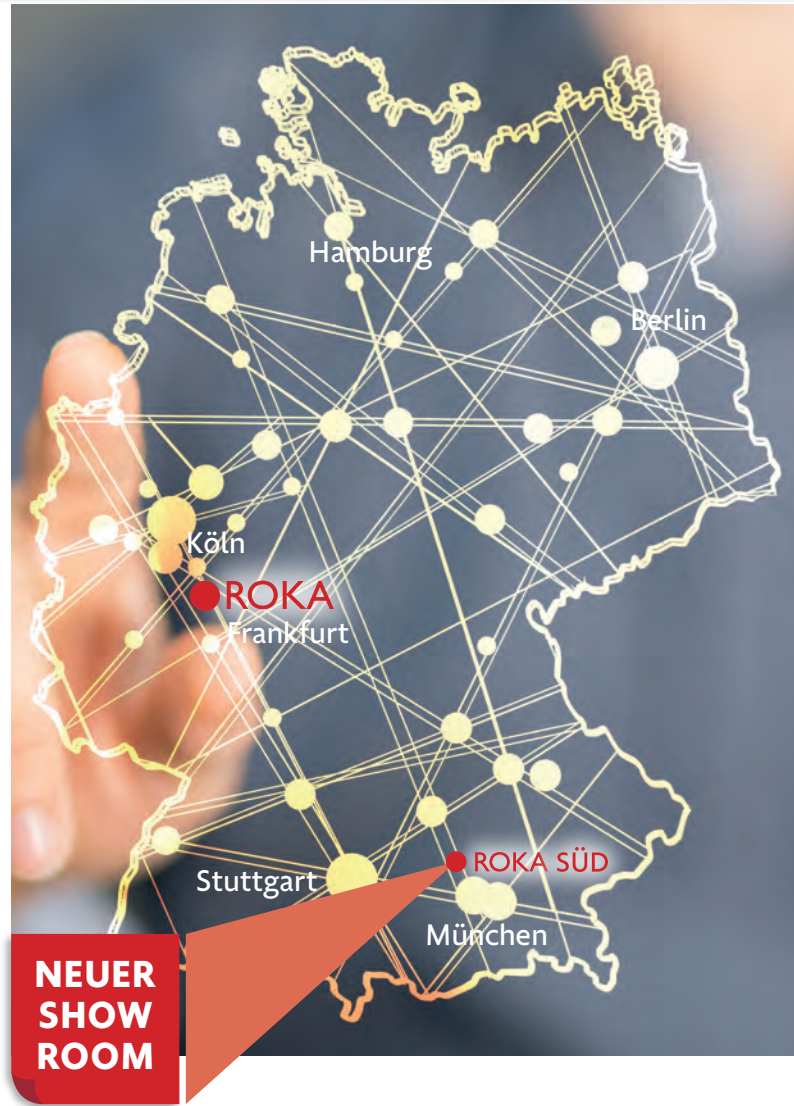 Hamburg
Berlin
Köln
ROKA
Frankfurt
ROKA SÜD
Stuttgart
München
NEUER
SHOW
ROOM